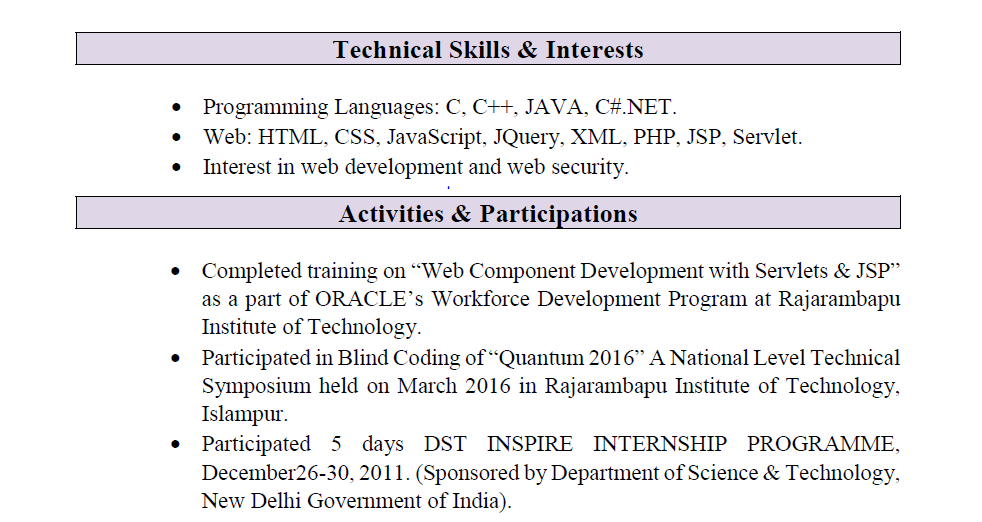 Technical Skills & Interests
• Programming Languages: C, C++, JAVA, C#.NET.
• Web: HTML, CSS, JavaScript, JQuery, XML, PHP, JSP, Servlet.
• Interest in web development and web security.
Activities & Participations
• Completed training on “Web Component Development with Servlets & JSP”
as a part of ORACLE’s Workforce Development Program at Rajarambapu
Institute of Technology.
• Participated in Blind Coding of “Quantum 2016” A National Level Technical
Symposium held on March 2016 in Rajarambapu Institute of Technology,
Islampur.
• Participated 5 days DST INSPIRE INTERNSHIP PROGRAMME,
December26-30, 2011. (Sponsored by Department of Science & Technology,
New Delhi Government of India).